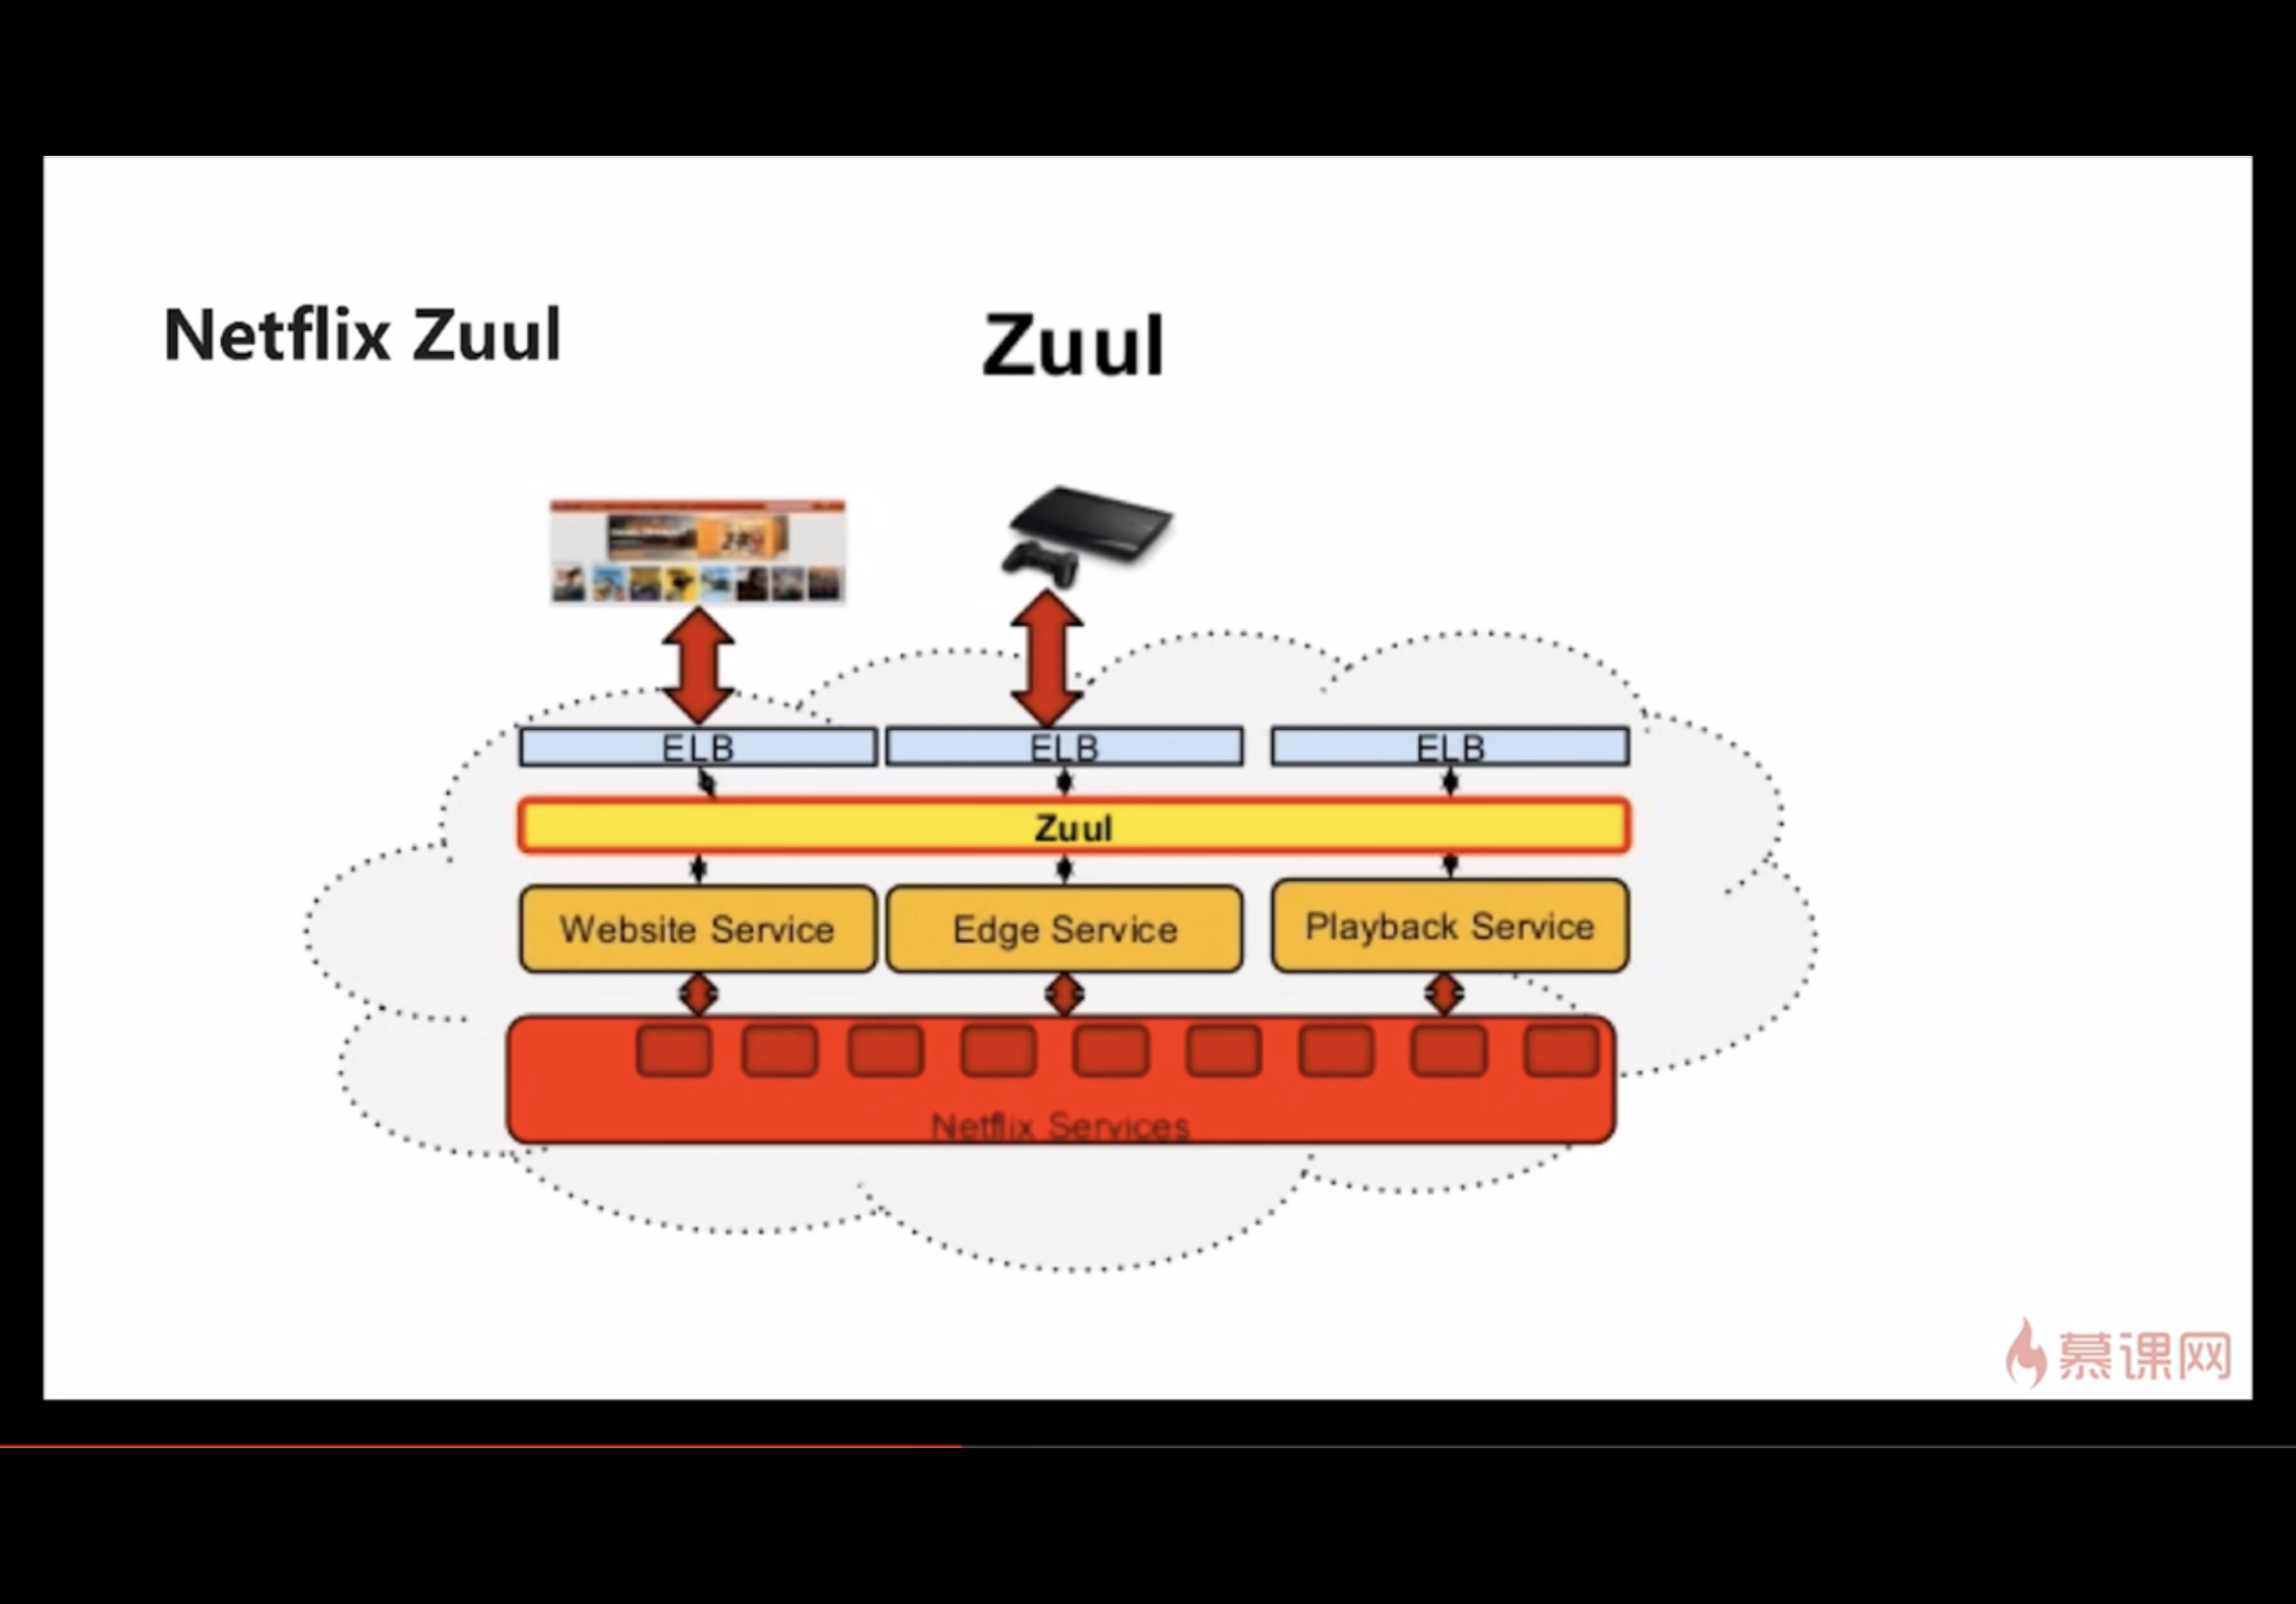 Netflix Zuul
Zuul
ELB
ELB
ELB
Zuul
Website Service
Edge Service
Playback Service
Netflix Services
慕课网